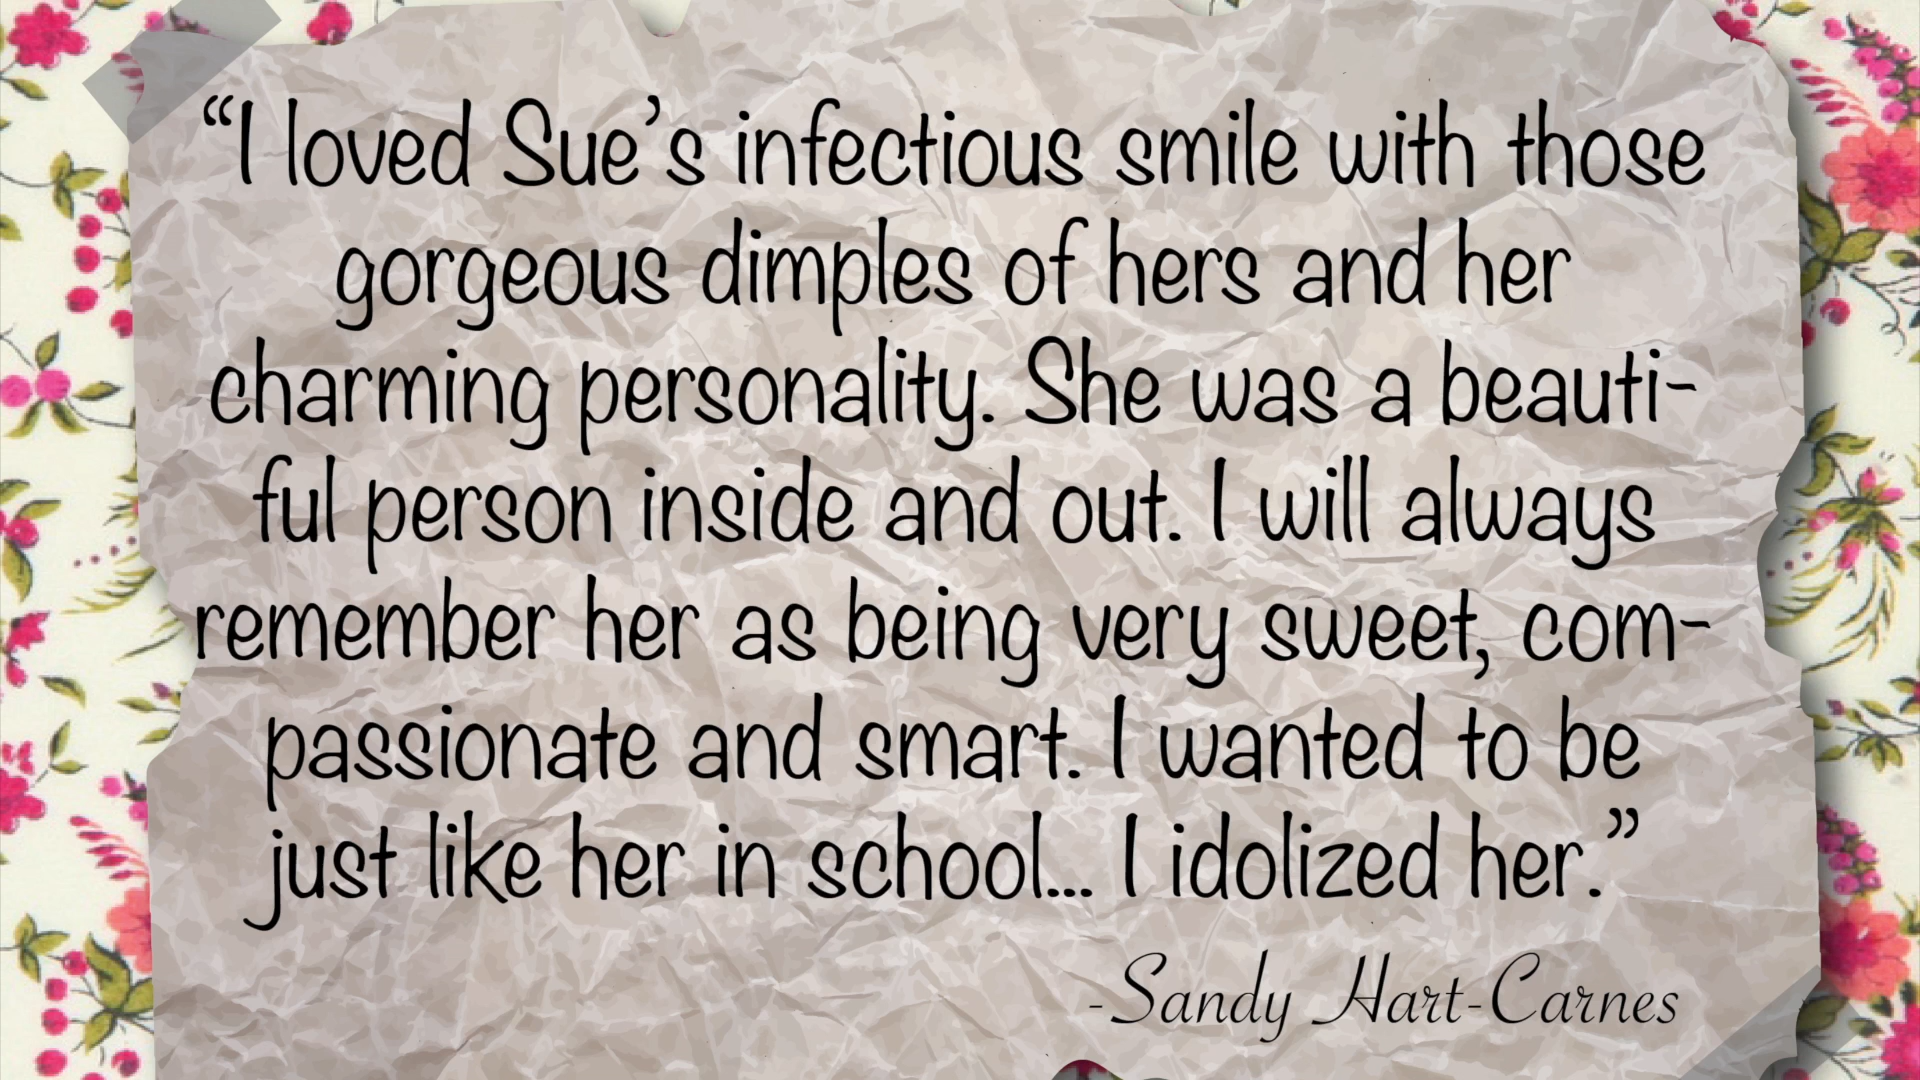 “I loved Sue’s infectious smile with those
gorgeous dimples of hers and her
charming personality. She was a beauti-
ful person inside and out. I will always
remember her as being very sweet, com-
passionate and smart. I wanted to be
just like her in school... I idolized her.”
-Sandy Hart-Carnes